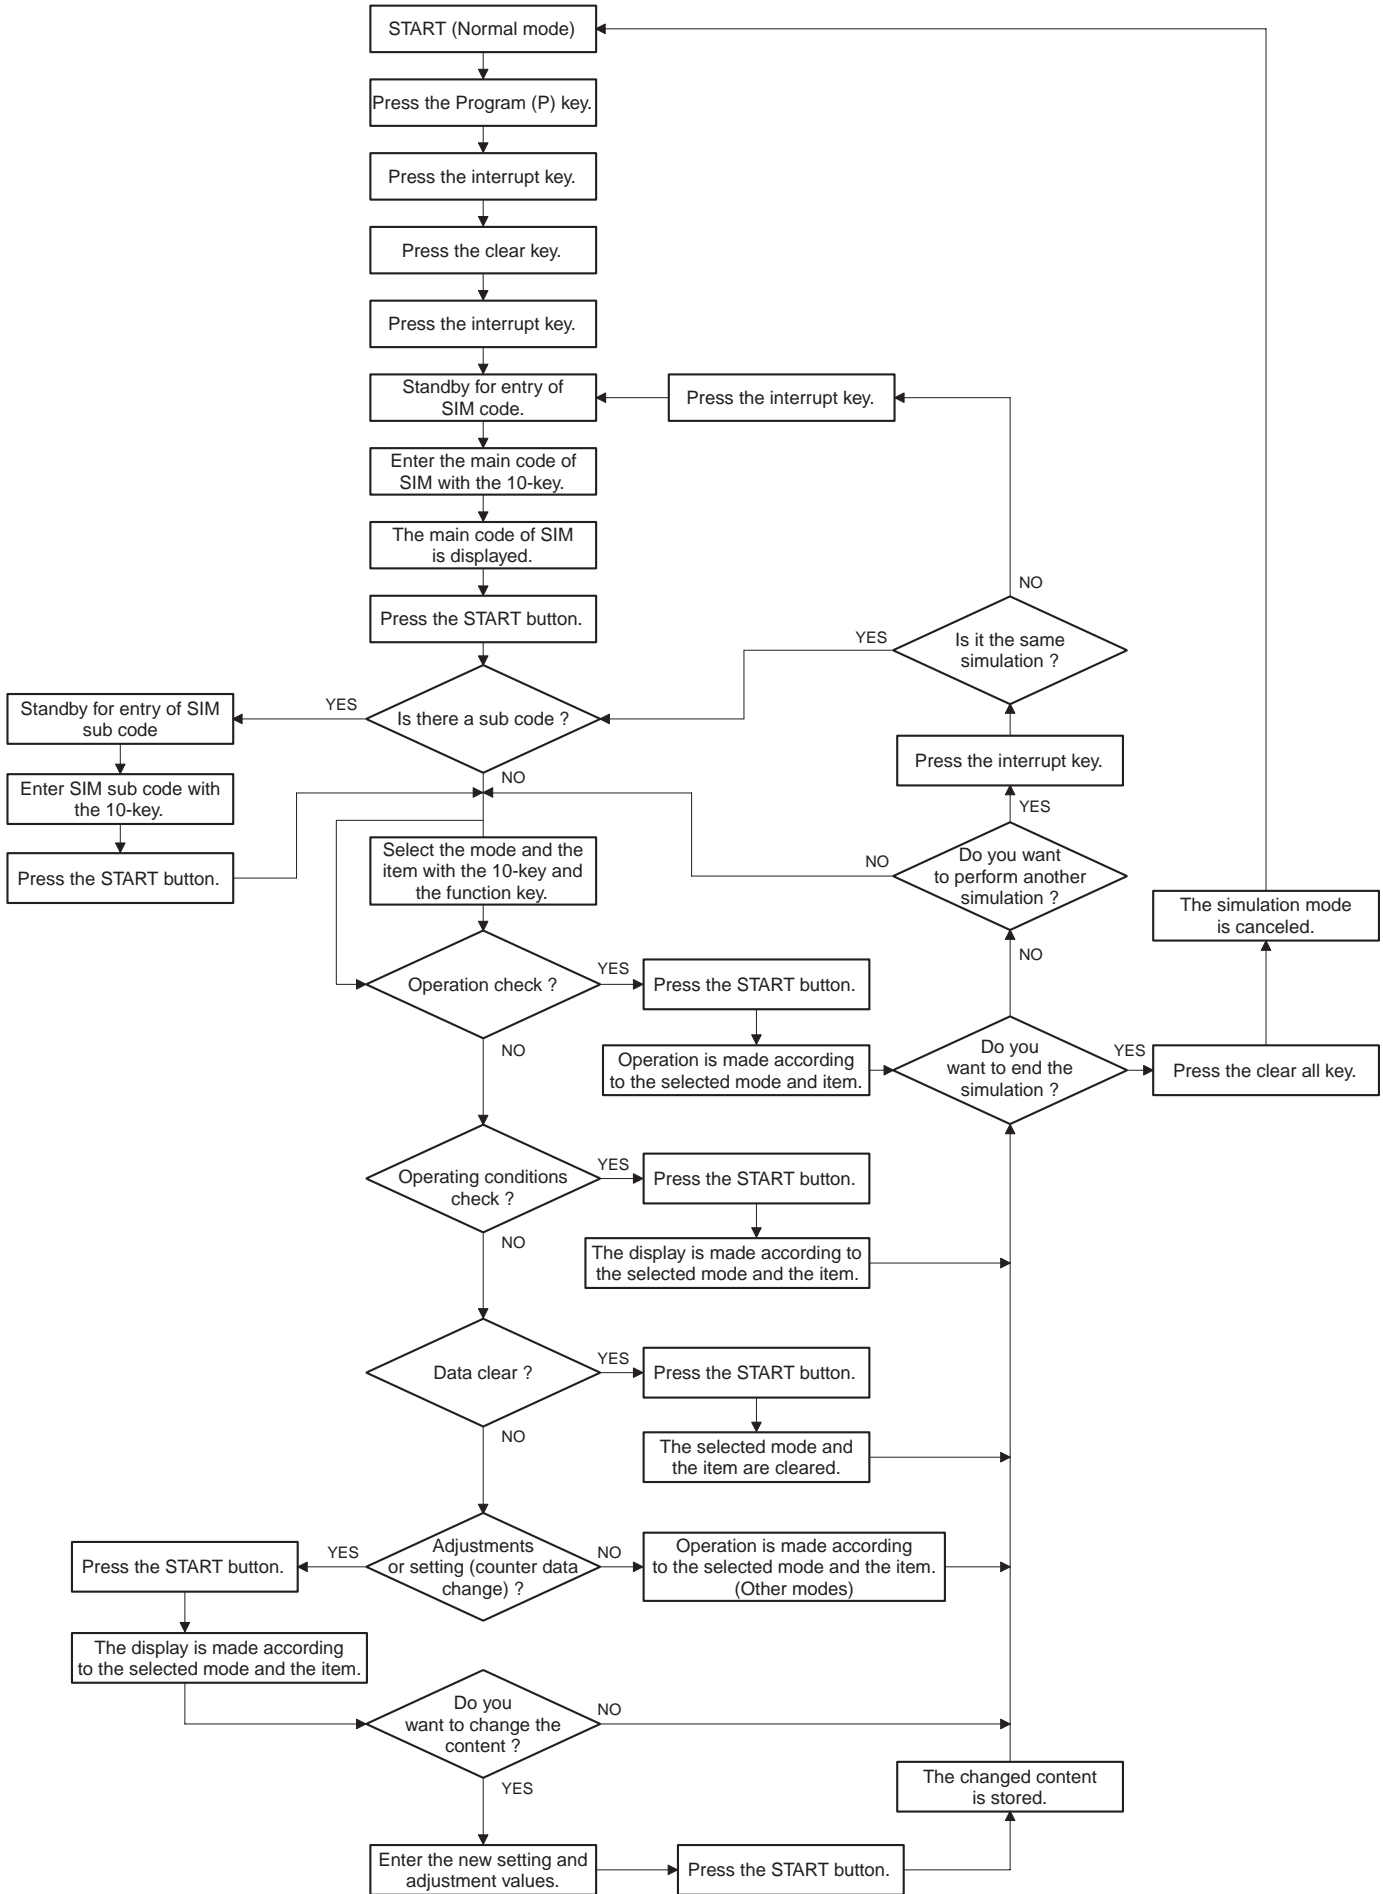 START (Normal mode)
Press the Program (P) key.
Press the interrupt key.
Press the clear key.
Press the interrupt key.
Standby for entry of
SIM code.
Press the interrupt key.
Enter the main code of
SIM with the 10-key.
The main code of SIM
is displayed.
NO
Press the START button.
YES
Is it the same
simulation ?
Standby for entry of SIM
sub code
YES
Is there a sub code ?
Press the interrupt key.
NO
Enter SIM sub code with
the 10-key.
YES
Press the START button.
Select the mode and the
item with the 10-key and
the function key.
NO
Do you want
to perform another
simulation ?
The simulation mode
is canceled.
NO
Operation check ?
YES
Press the START button.
NO
Operation is made according
to the selected mode and item.
Do you
want to end the
simulation ?
YES
Press the clear all key.
Operating conditions
check ?
YES
Press the START button.
NO
The display is made according to
the selected mode and the item.
Data clear ?
YES
Press the START button.
NO
The selected mode and
the item are cleared.
Press the START button.
YES
Adjustments
or setting (counter data
change) ?
NO
Operation is made according
to the selected mode and the item.
(Other modes)
The display is made according
to the selected mode and the item.
Do you
want to change the
content ?
NO
YES
The changed content
is stored.
Enter the new setting and
adjustment values.
Press the START button.